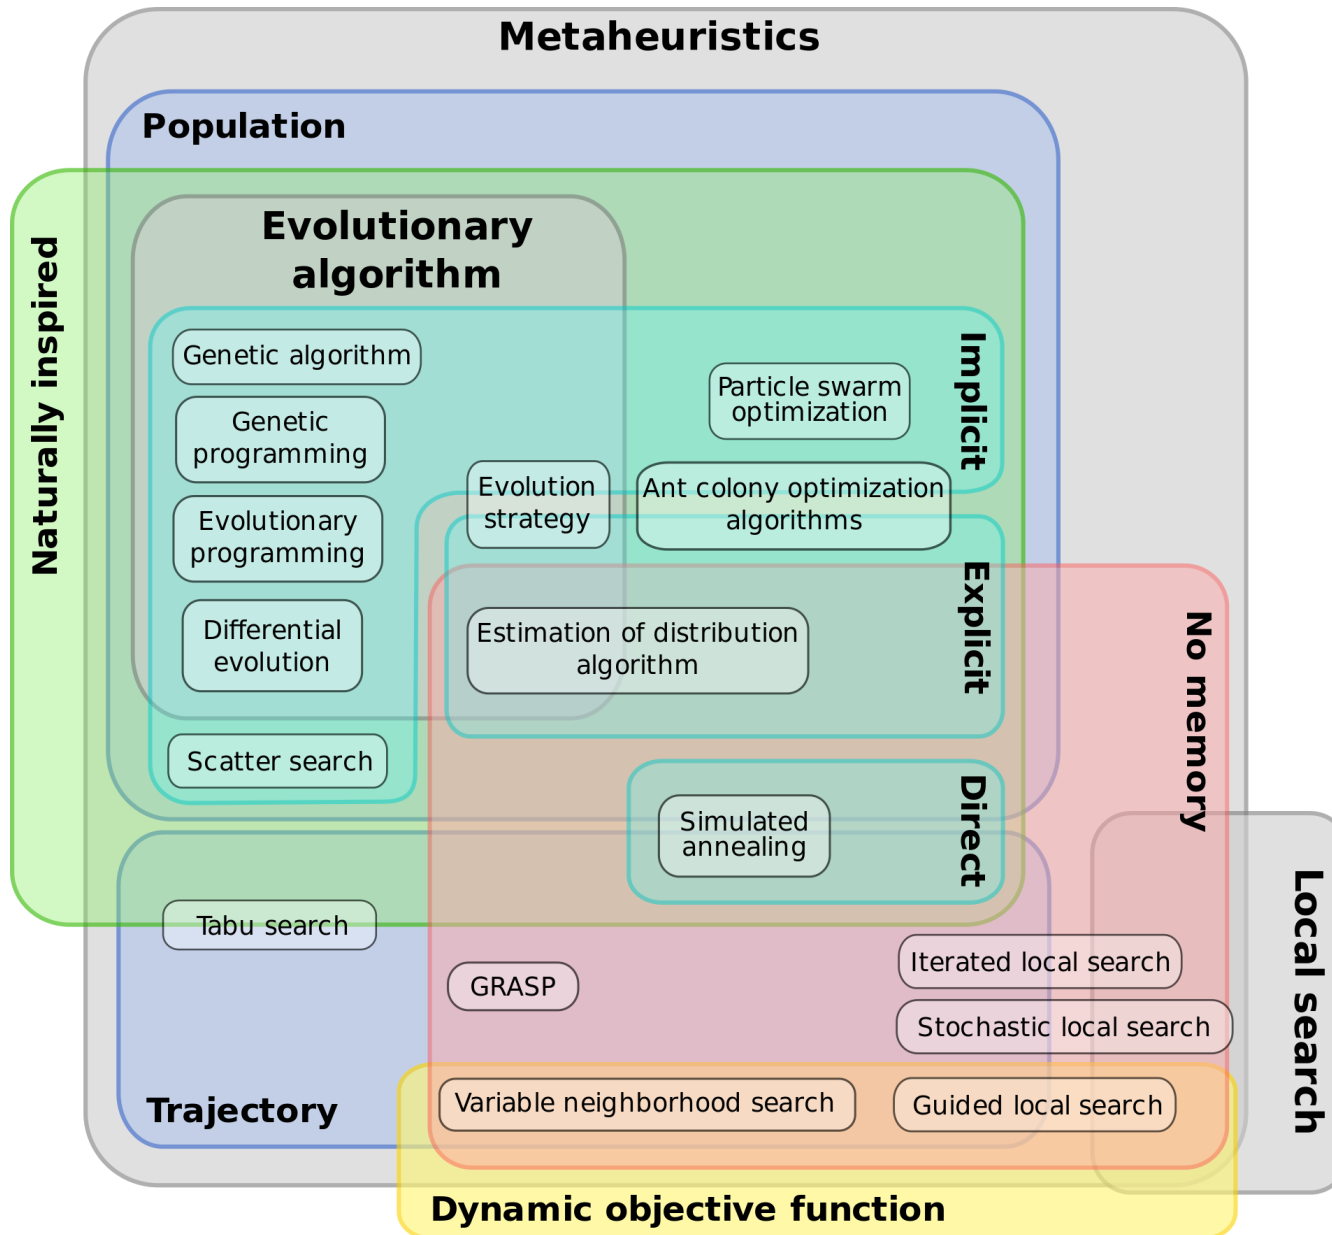 Metaheuristics
Population
Naturally inspired
Evolutionary
algorithm
Genetic algorithm
Genetic
programming
Evolutionary
programming
Differential
evolution
Scatter search
Evolution
strategy
Particle swarm
optimization
Ant colony optimization
algorithms
Implicit
Explicit
Estimation of distribution
algorithm
No memory
Direct
Simulated
annealing
Local search
Tabu search
GRASP
Iterated local search
Stochastic local search
Trajectory
Variable neighborhood search
Guided local search
Dynamic objective function